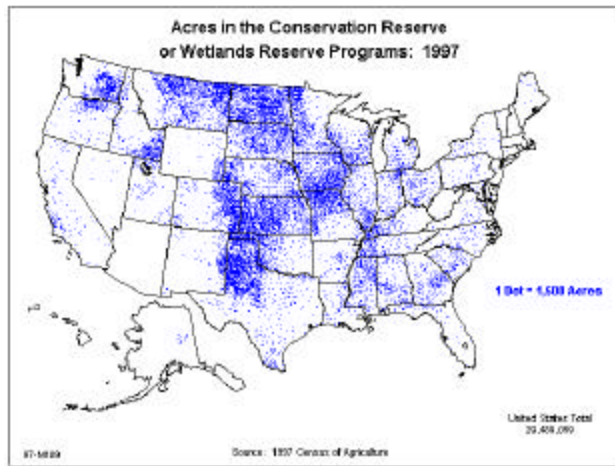 Acres in the Conservation Reserve
or Wetlands Reserve Programs: 1997
1 Dot = 1,500 Acres
United States Total
Source: 1997 Census of Agriculture